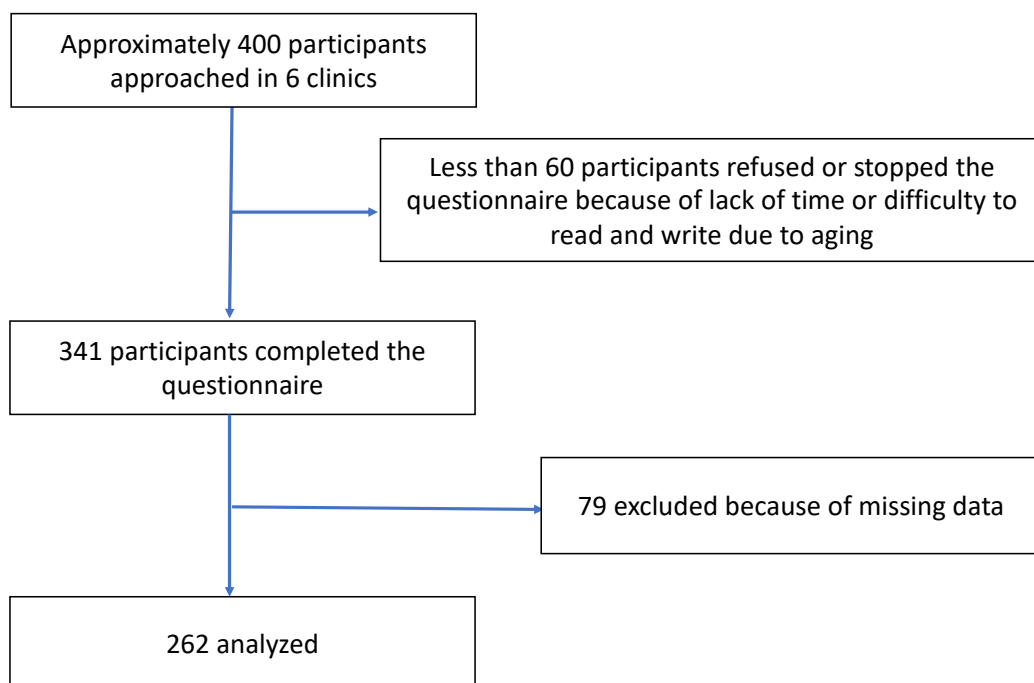 Approximately 400 participants
approached in 6 clinics
Less than 60 participants refused or stopped the
questionnaire because of lack of time or difficulty to
read and write due to aging
341 participants completed the
questionnaire
79 excluded because of missing data
262 analyzed